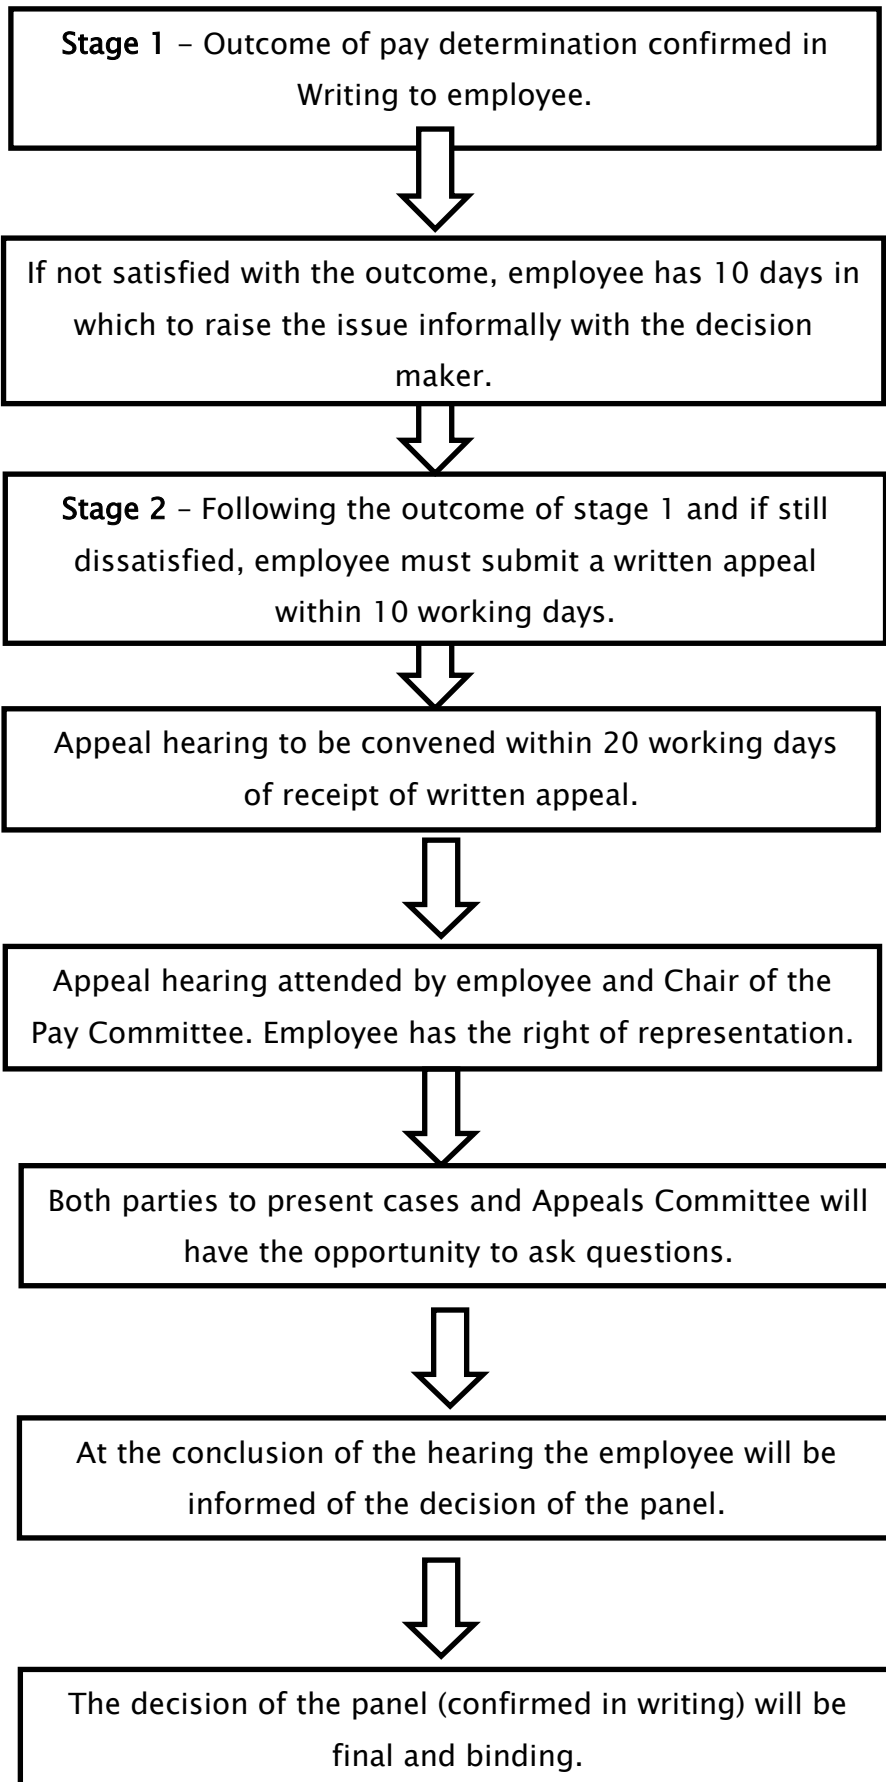 Stage 1 – Outcome of pay determination confirmed in
Writing to employee.
If not satisfied with the outcome, employee has 10 days in
which to raise the issue informally with the decision
maker.
Stage 2 – Following the outcome of stage 1 and if still
dissatisfied, employee must submit a written appeal
within 10 working days.
Appeal hearing to be convened within 20 working days
of receipt of written appeal.
Appeal hearing attended by employee and Chair of the
Pay Committee. Employee has the right of representation.
Both parties to present cases and Appeals Committee will
have the opportunity to ask questions.
At the conclusion of the hearing the employee will be
informed of the decision of the panel.
The decision of the panel (confirmed in writing) will be
final and binding.